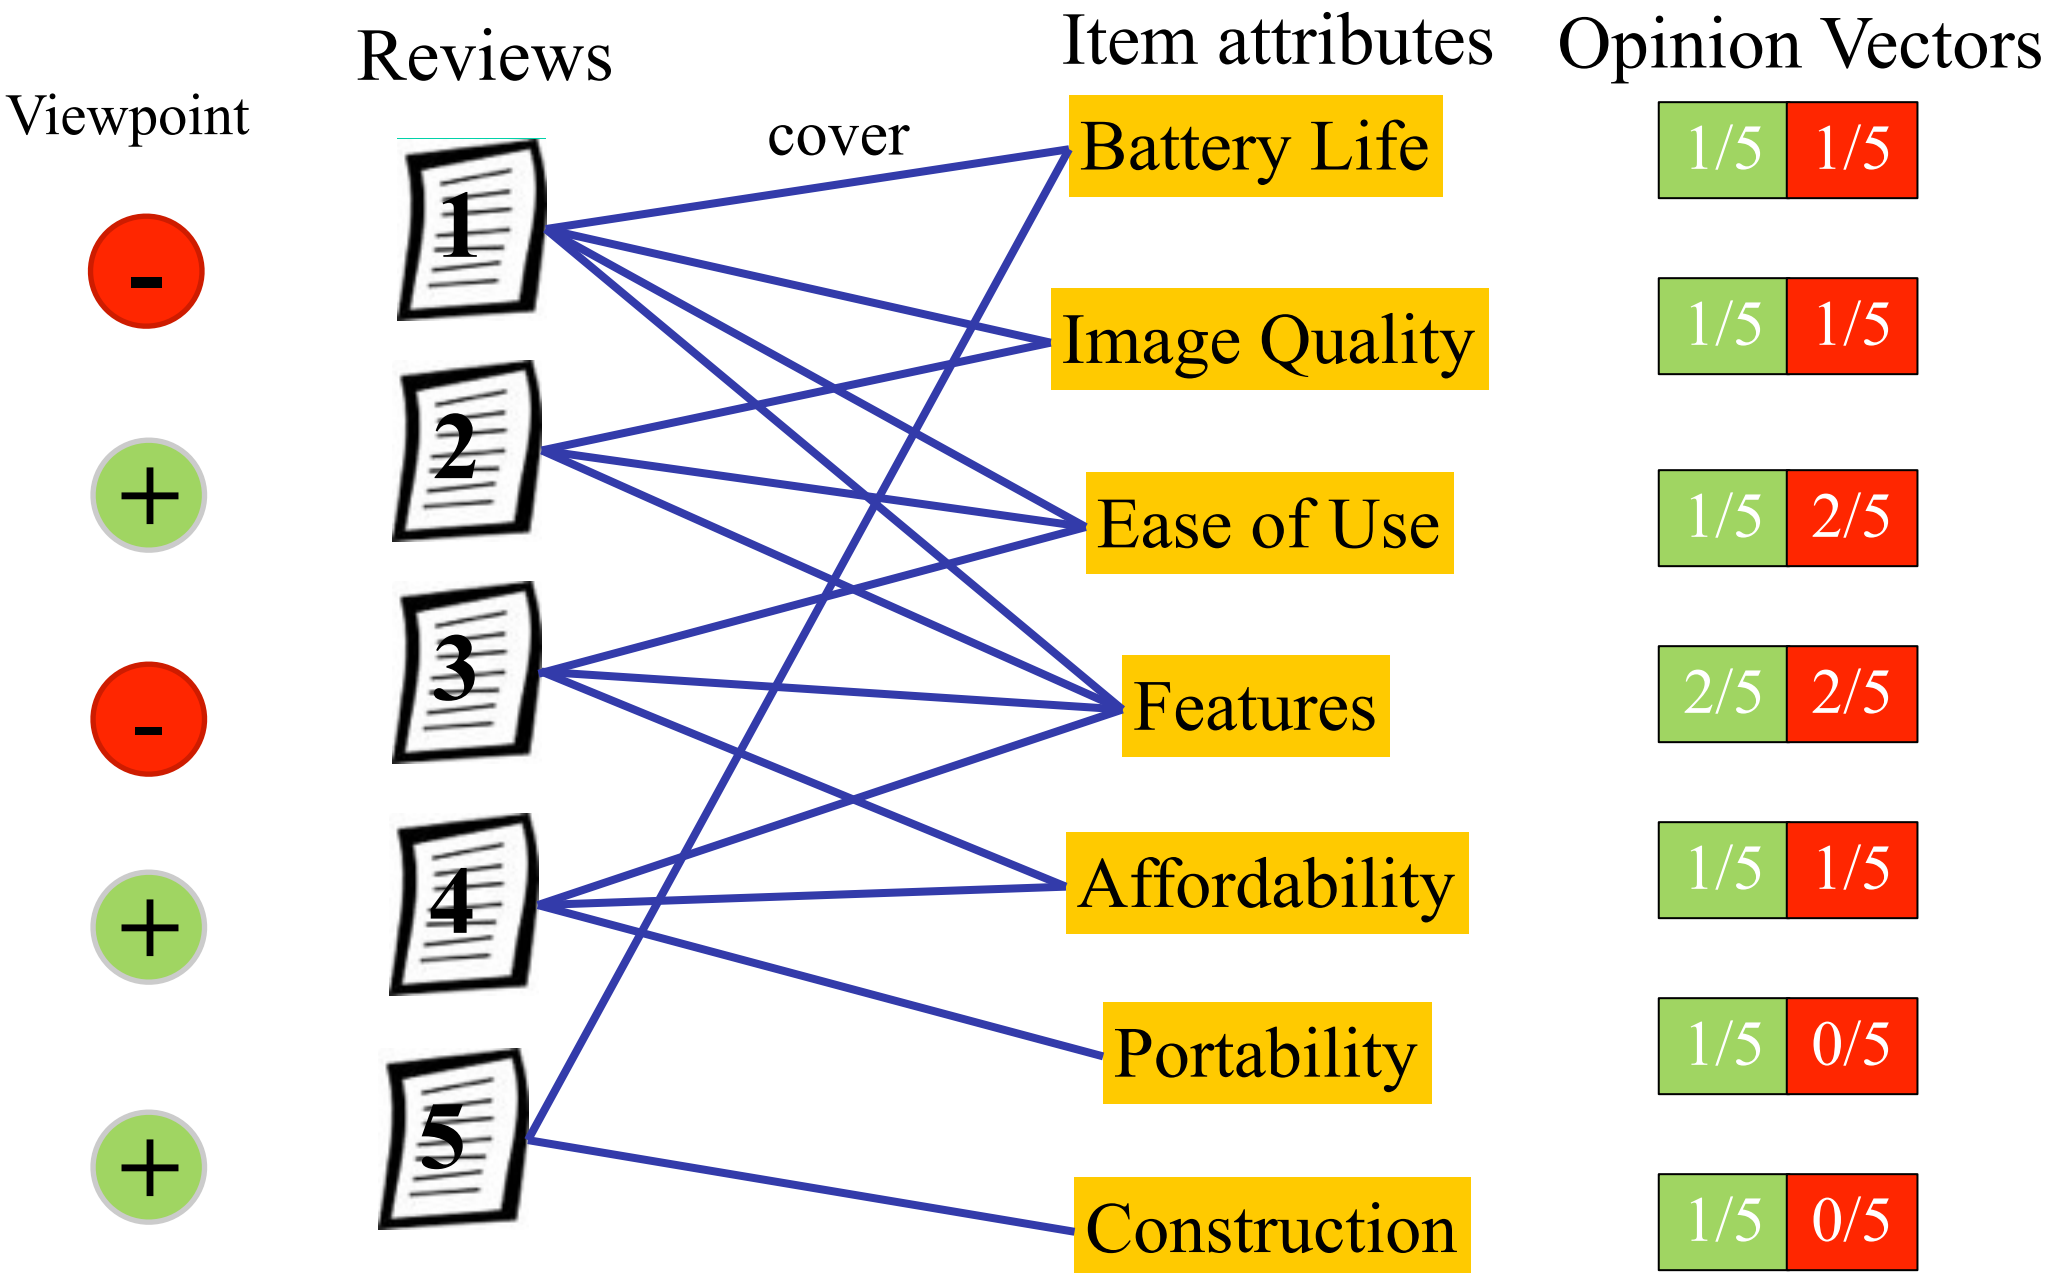 Reviews
Item attributes
Opinion Vectors
Viewpoint
cover
-
1
Battery Life
1/5 1/5
Image Quality
1/5 1/5
+
2
Ease of Use
1/5 2/5
-
3
Features
2/5 2/5
+
4
Affordability
1/5 1/5
Portability
1/5 0/5
+
5
Construction
1/5 0/5